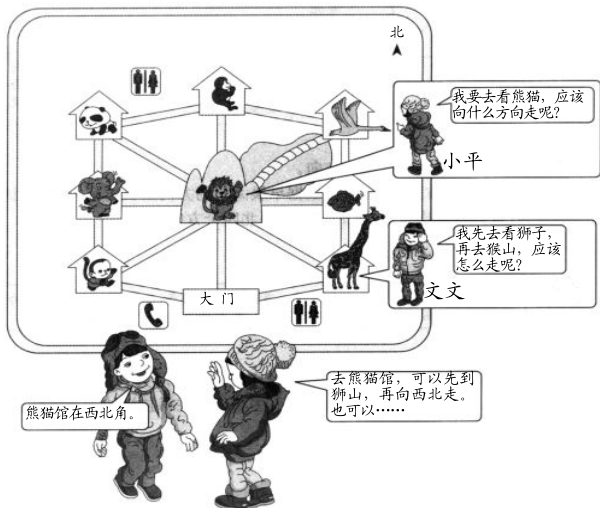 北
我要去看熊猫，应该
向什么方向走呢？
小平
我先去看狮子，
再去猴山，应该
怎么走呢？
文文
大门
去熊猫馆，可以先到
狮山，再向西北走。
也可以……
熊猫馆在西北角。